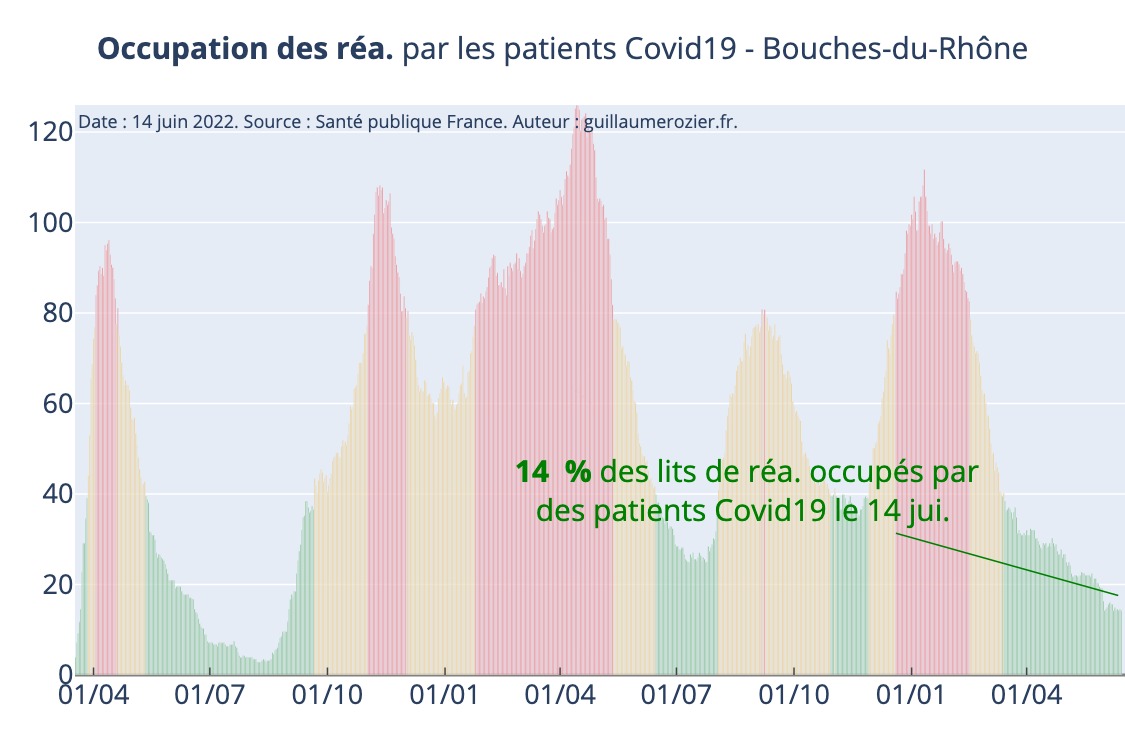 Occupation des réa. par les patients Covid19 - Bouches-du-Rhône
Date : 14 juin 2022. Source : Santé publique France. Auteur : guillaumerozier.fr.
120
100
80
60
40
20
0
14 % des lits de réa. occupés par
des patients Covid19 le 14 jui.
01/04 01/07 01/10 01/01 01/04 01/07 01/10 01/01 01/04